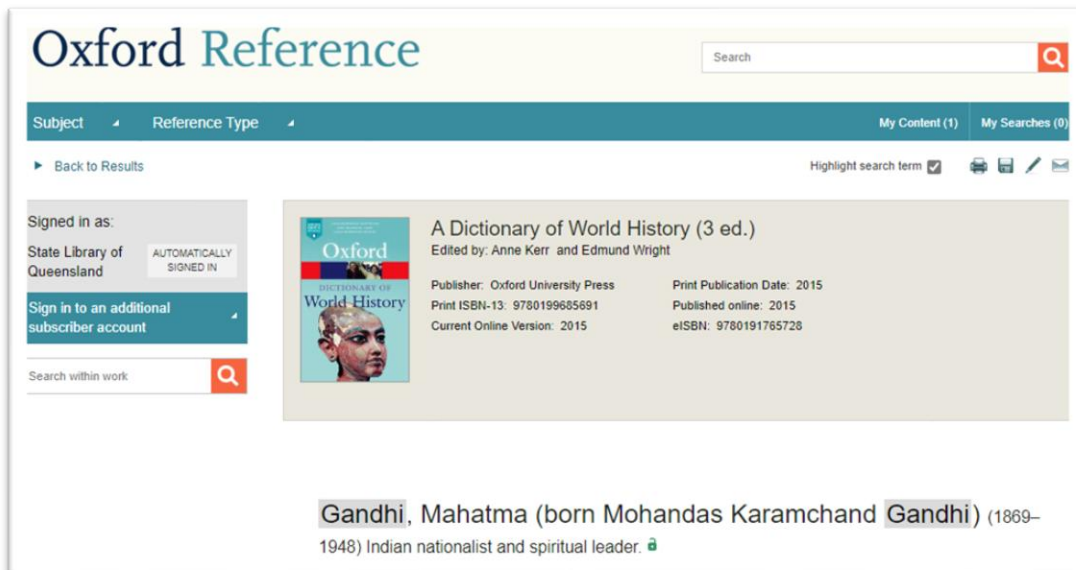 Oxford Reference
Search
Subject
Reference Type
My Content (1)
My Searches (0)
Back to Results
Highlight search term
Signed in as:
State Library of
Queensland
AUTOMATICALLY
SIGNED IN
Sign in to an additional
subscriber account
Search within work
Oxford
DICTIONARY OF
World History
A Dictionary of World History (3 ed.)
Edited by: Anne Kerr and Edmund Wright
Publisher: Oxford University Press
Print Publication Date: 2015
Print ISBN-13: 9780199685691
Published online: 2015
Current Online Version: 2015
eISBN: 9780191765728
Gandhi, Mahatma (born Mohandas Karamchand Gandhi) (1869–
1948) Indian nationalist and spiritual leader.